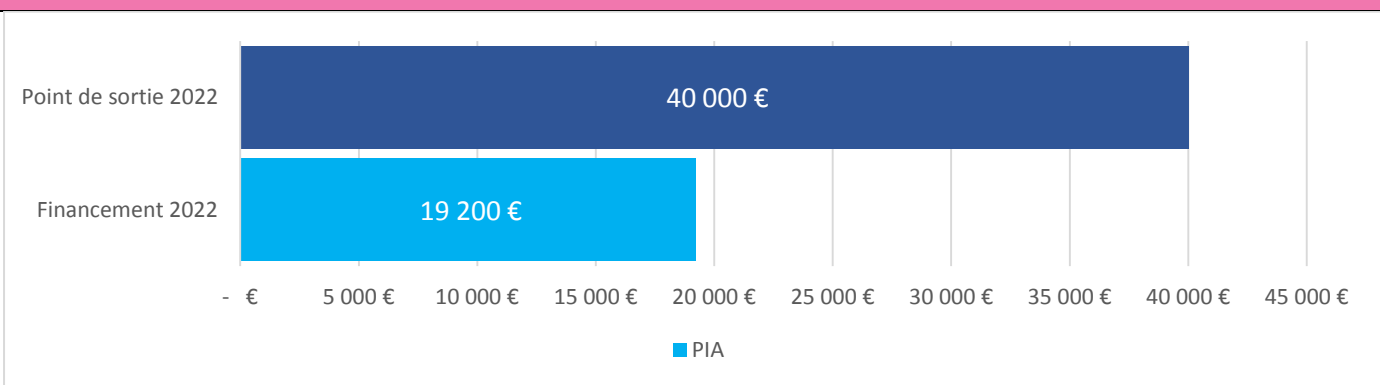 Point de sortie 2022
40 000 €
Financement 2022
19 200 €
- €
5 000 €
10 000 €
15 000 €
20 000 €
25 000 €
30 000 €
35 000 €
40 000 €
45 000 €
PIA